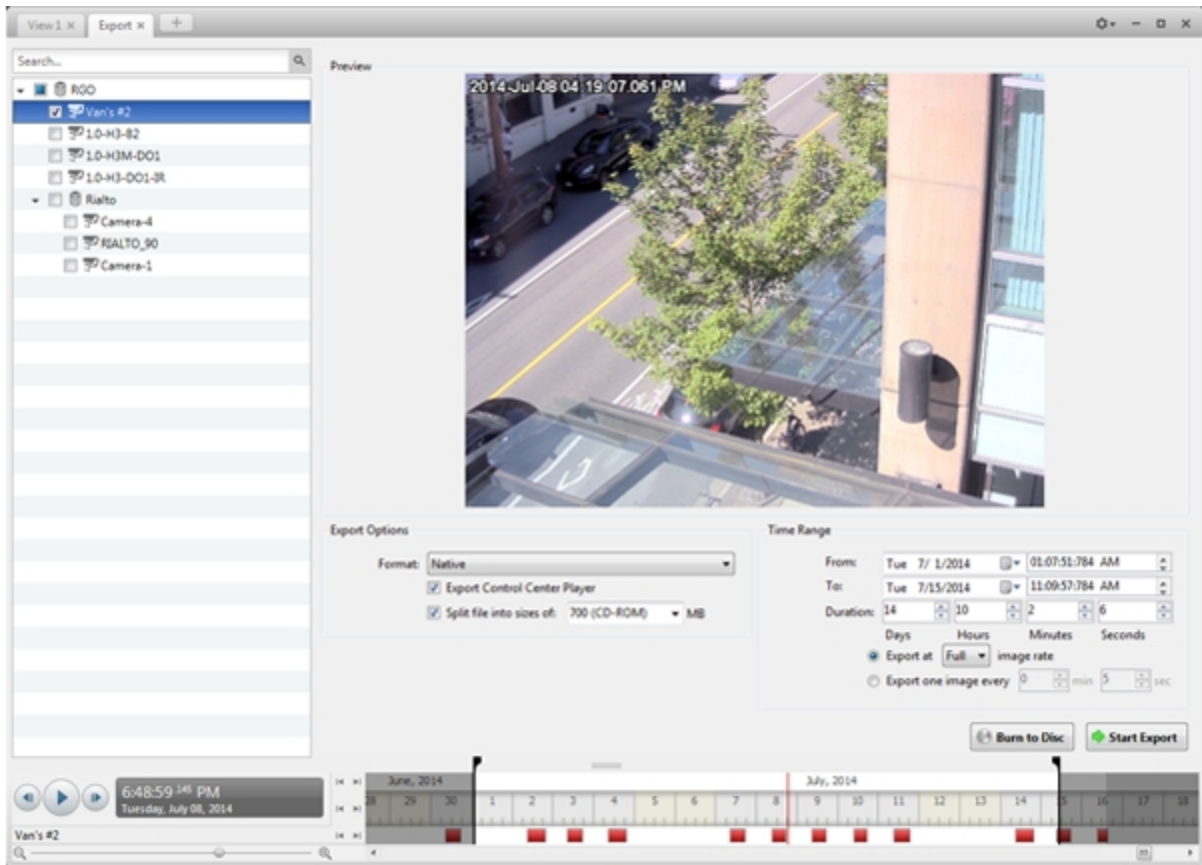 View 1 ×
Export ×
+
Search...
RGO
Van's #2
1.0-H3-B2
1.0-H3M-DO1
1.0-H3-DO1-IR
Rialto
Camera-4
RIALTO_90
Camera-1
Preview
2014-Jul-08 04 19 07.061 PM
Export Options
Format: Native
Export Control Center Player
Split file into sizes of: 700 (CD-ROM) MB
Time Range
From: Tue 7/ 1/2014 01:07:51:784 AM
To: Tue 7/15/2014 11:09:57:784 AM
Duration: 14 10 2 6
Days Hours Minutes Seconds
Export at Full image rate
Export one image every 0 min 5 sec
Burn to Disc
Start Export
6:48:59 PM
Tuesday, July 08, 2014
June, 2014 July, 2014
28 29 30 1 2 3 4 5 6 7 8 9 10 11 12 13 14 15 16 17 18
Van's #2